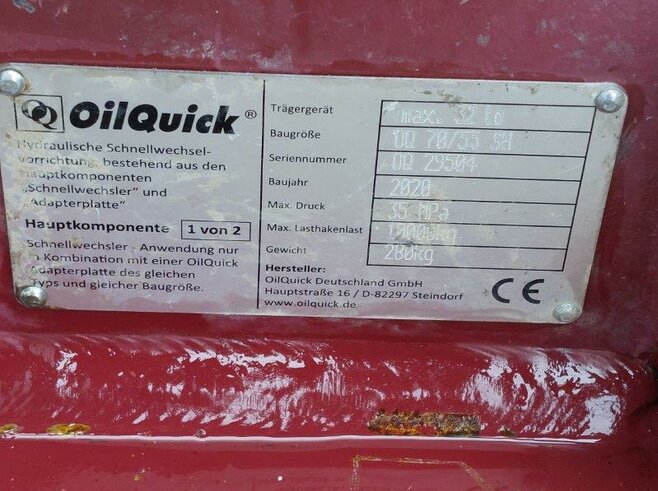 OilQuick®
Hydraulische Schnellwechsel-
vorrichtung, bestehend aus den
Hauptkomponenten
„Schnellwechsler“ und
„Adapterplatte“
Hauptkomponente 1 von 2
Schnellwechsler - Anwendung nur
in Kombination mit einer OilQuick
Adapterplatte des gleichen
Typs und gleicher Baugröße.
Trägergerät max. 32 to
Baugröße OQ 70/55 SH
Seriennummer OQ 29504
Baujahr 2020
Max. Druck 35 MPa
Max. Lasthakenlast 10000kg
Gewicht 280kg
Hersteller:
OilQuick Deutschland GmbH
Hauptstraße 16 / D-82297 Steindorf
www.oilquick.de
CE